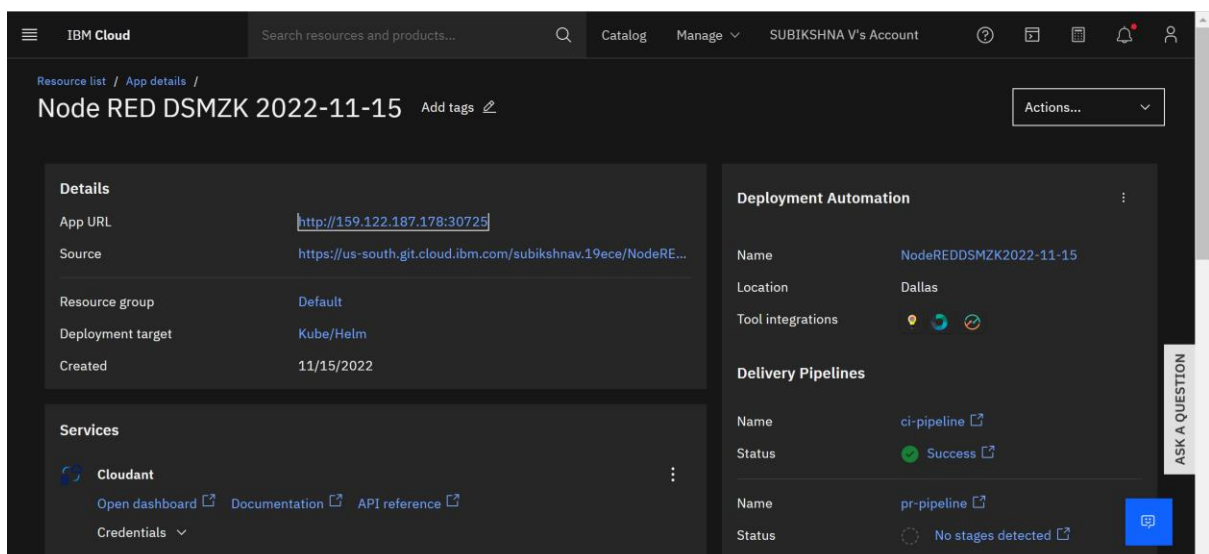 IBM Cloud
Search resources and products...
Catalog
Manage
SUBIKSHNA V's Account
Resource list / App details /
Node RED DSMZK 2022-11-15
Add tags
Actions...
Details
App URL
http://159.122.187.178:30725
Source
https://us-south.git.cloud.ibm.com/subikshnav.19ece/NodeRE...
Resource group
Default
Deployment target
Kube/Helm
Created
11/15/2022
Services
Cloudant
Open dashboard
Documentation
API reference
Credentials
Deployment Automation
Name
NodeREDDSMZK2022-11-15
Location
Dallas
Tool integrations
Delivery Pipelines
Name
ci-pipeline
Status
Success
Name
pr-pipeline
Status
No stages detected
ASK A QUESTION